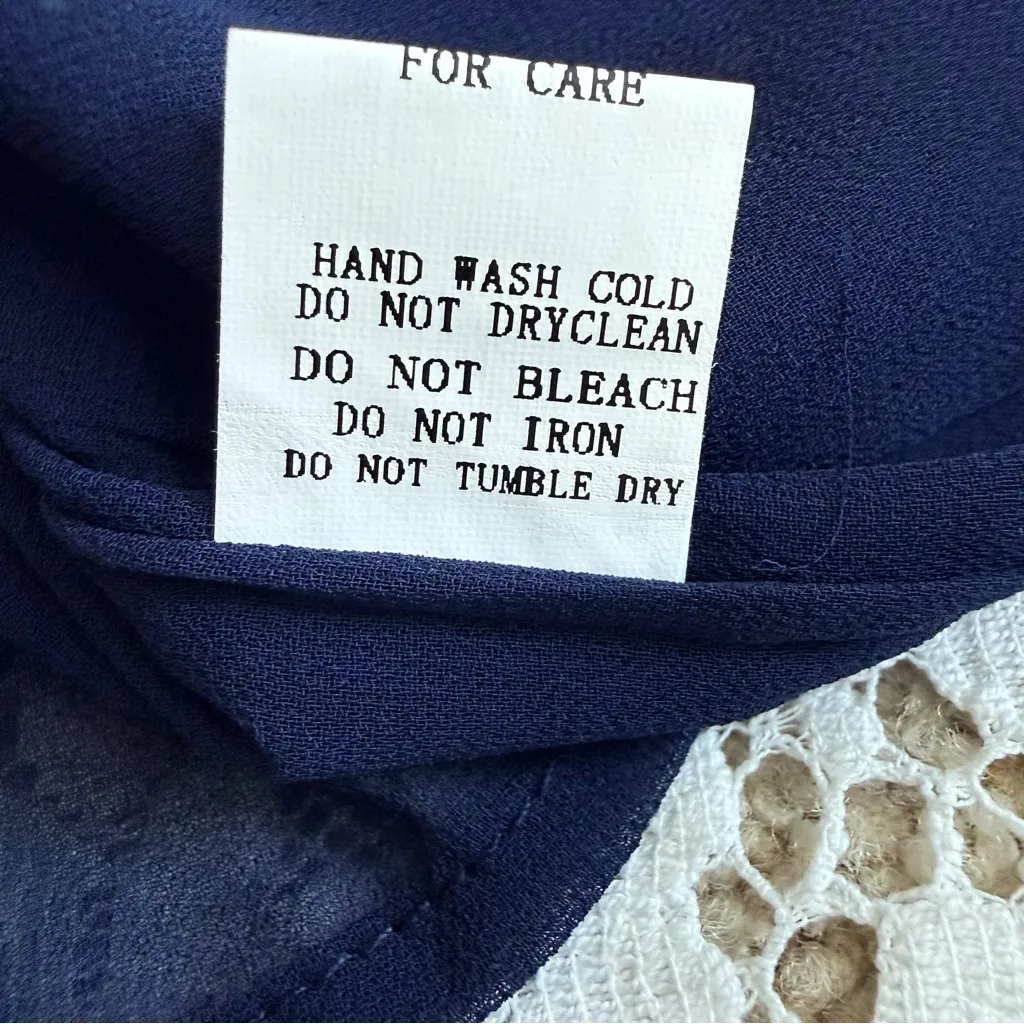 FOR CARE
HAND WASH COLD
DO NOT DRYCLEAN
DO NOT BLEACH
DO NOT IRON
DO NOT TUMBLE DRY